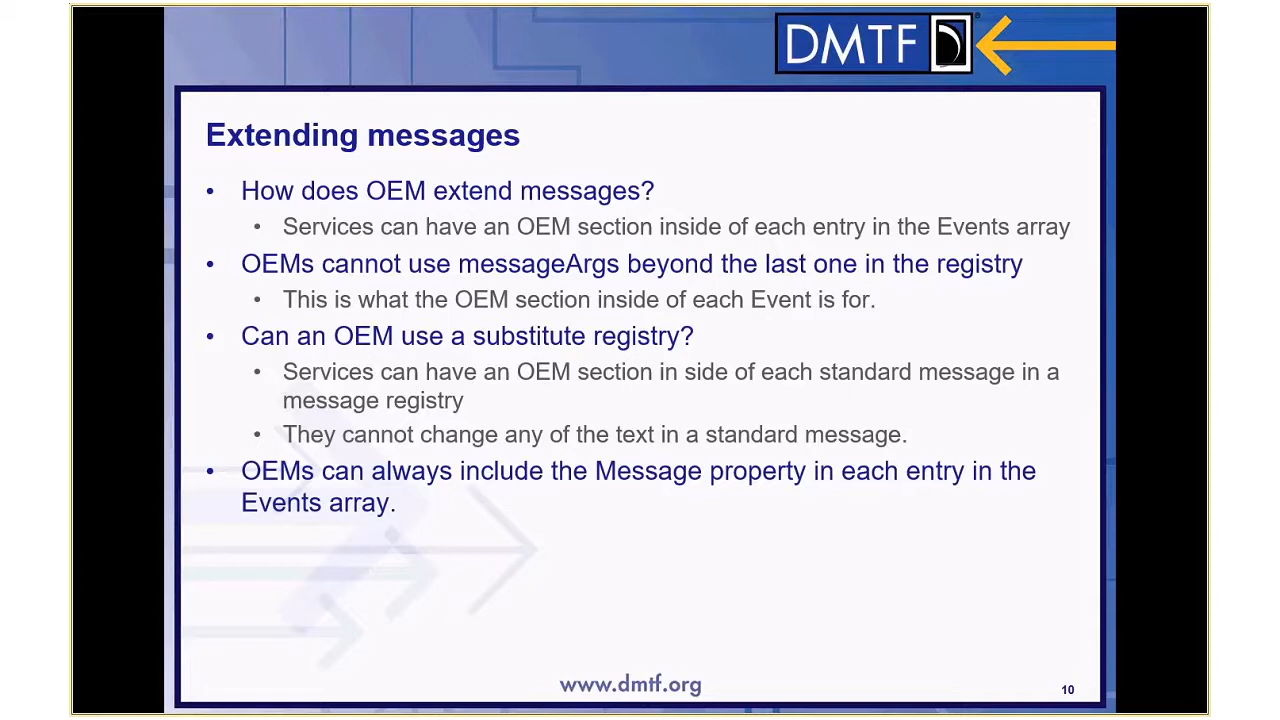 DMTF
Extending messages
• How does OEM extend messages?
• Services can have an OEM section inside of each entry in the Events array
• OEMs cannot use messageArgs beyond the last one in the registry
• This is what the OEM section inside of each Event is for.
• Can an OEM use a substitute registry?
• Services can have an OEM section in side of each standard message in a
message registry
• They cannot change any of the text in a standard message.
• OEMs can always include the Message property in each entry in the
Events array.
www.dmtf.org
10